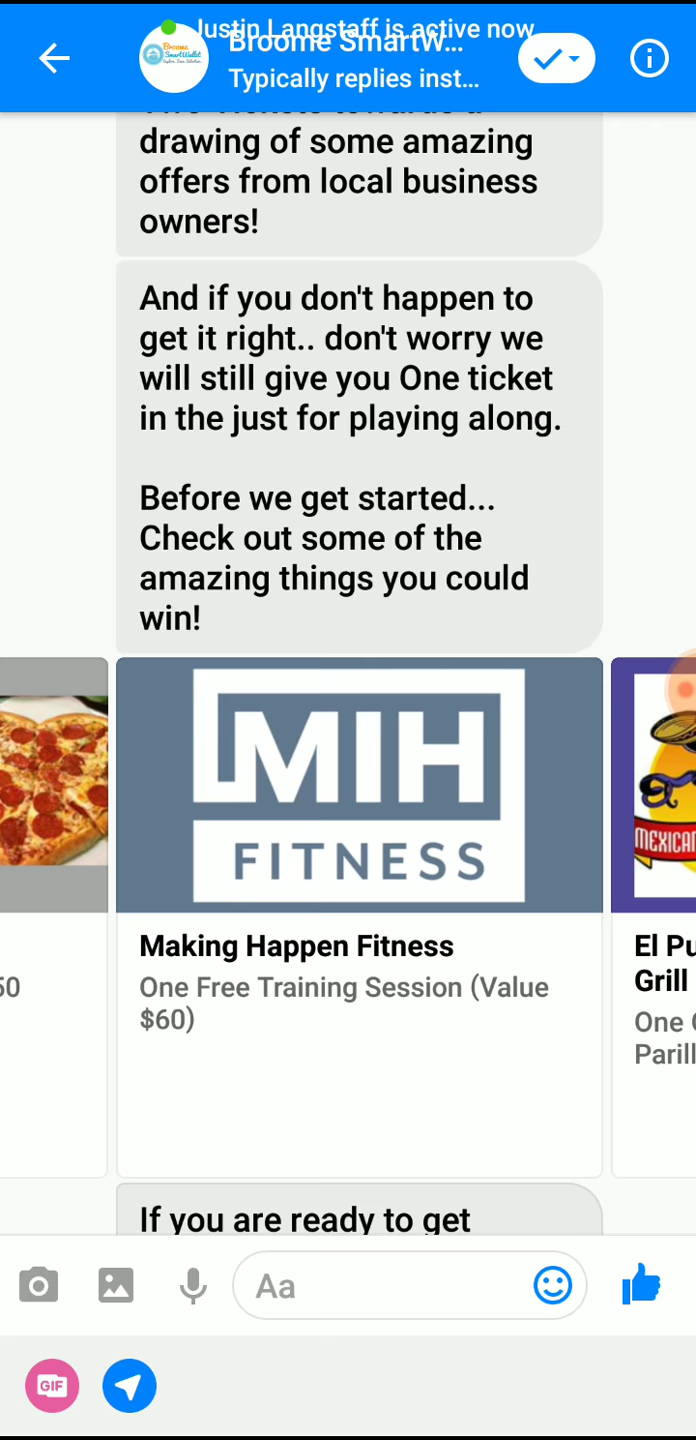 Justin Langstaff is active now
Broome SmartW...
Typically replies inst...
drawing of some amazing
offers from local business
owners!
And if you don't happen to
get it right.. don't worry we
will still give you One ticket
in the just for playing along.
Before we get started...
Check out some of the
amazing things you could
win!
MIH
FITNESS
MEXICAN
Making Happen Fitness
One Free Training Session (Value
$60)
50
El Pu
Grill
One
Parill
If you are ready to get
Aa
GIF